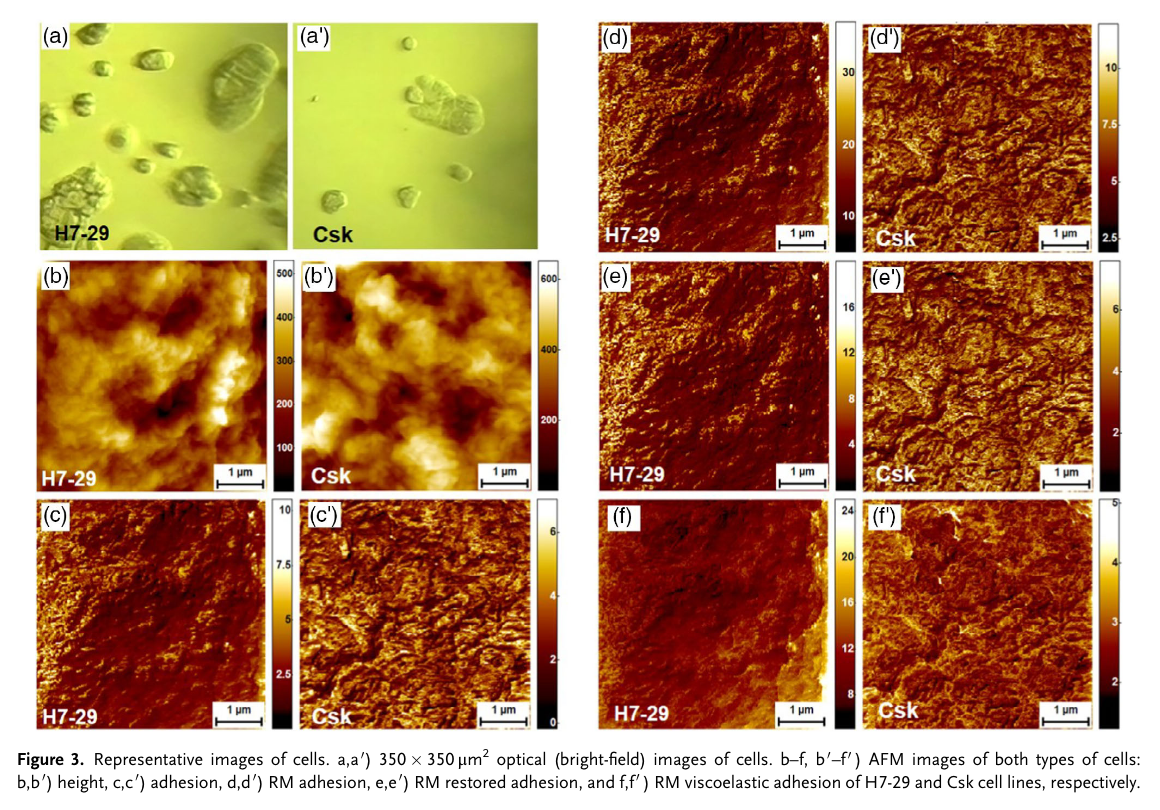 (a)
H7-29
(a')
Csk
(b)
500
400
300
200
100
H7-29
1 µm
(b')
600
400
200
Csk
1 µm
(c)
10
7.5
5
2.5
H7-29
1 µm
(c')
6
4
2
0
Csk
1 µm
(d)
30
20
10
H7-29
1 µm
(d')
10
7.5
5
2.5
Csk
1 µm
(e)
16
12
8
4
H7-29
1 µm
(e')
6
4
2
Csk
1 µm
(f)
24
20
16
12
8
H7-29
1 µm
(f')
5
4
3
2
Csk
1 µm
Figure 3. Representative images of cells. a,a′) 350 × 350 µm² optical (bright-field) images of cells. b–f, b′–f′) AFM images of both types of cells:
b,b′) height, c,c′) adhesion, d,d′) RM adhesion, e,e′) RM restored adhesion, and f,f′) RM viscoelastic adhesion of H7-29 and Csk cell lines, respectively.